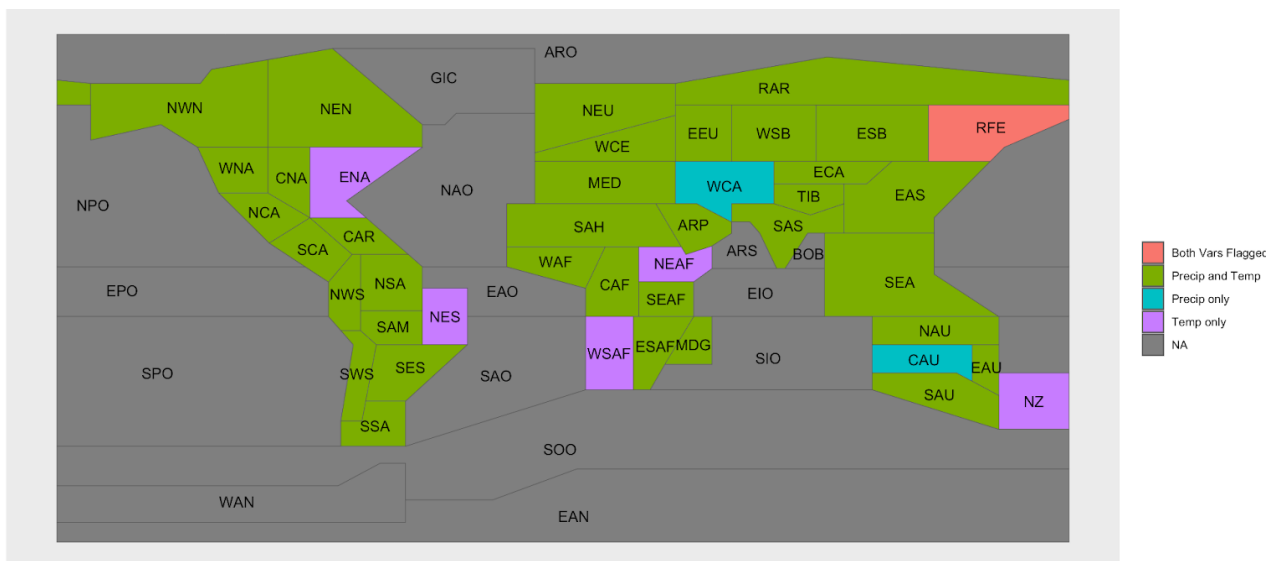 ARO
GIC
RAR
NWN
NEN
NEU
RFE
EEU
WSB
ESB
WCE
WNA
CNA
ENA
ECA
MED
WCA
NAO
TIB
EAS
NPO
NCA
SAH
ARP
SAS
CAR
SCA
ARS
BOB
WAF
NEAF
NSA
CAF
SEA
EPO
NWS
EAO
SEAF
EIO
NES
SAM
NAU
WSAF
ESAF
MDG
SIO
CAU
EAU
SPO
SWS
SES
SAO
SAU
NZ
SSA
SOO
WAN
EAN
Both Vars Flagged
Precip and Temp
Precip only
Temp only
NA